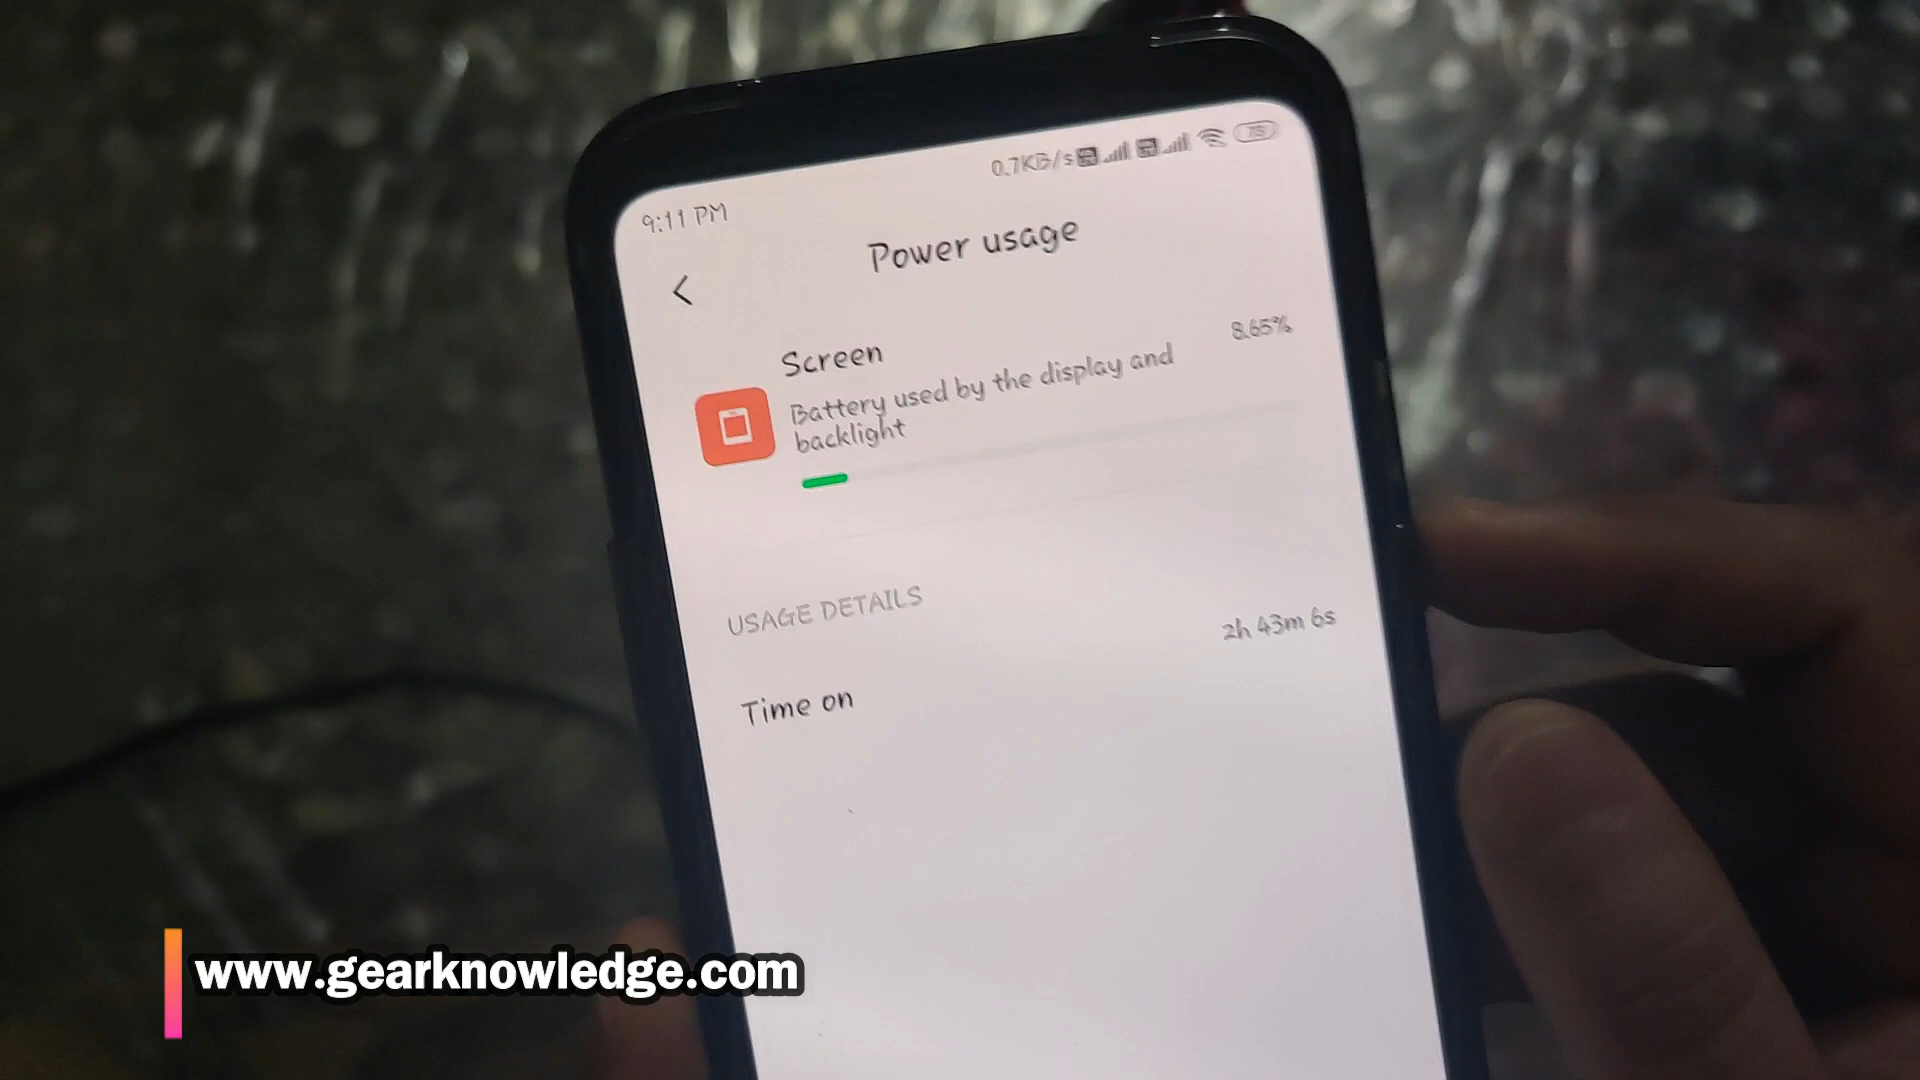 9:11 PM
0.7KB/s
Power usage
Screen
8.65%
Battery used by the display and
backlight
USAGE DETAILS
2h 43m 6s
Time on
www.gearknowledge.com